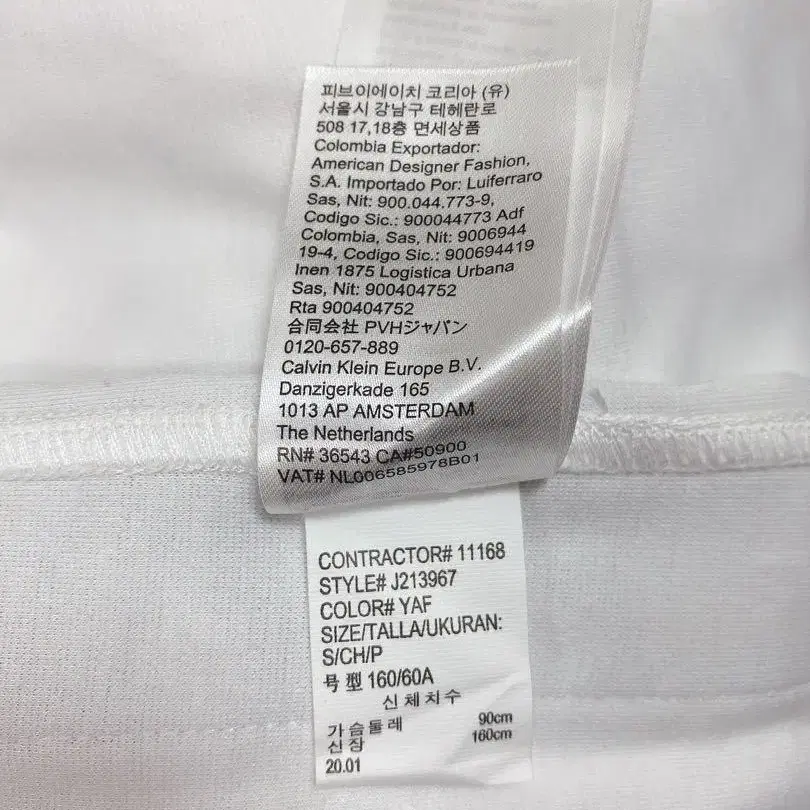 피브이에이치 코리아 (유)
서울시 강남구 테헤란로
508 17,18층 면세상품
Colombia Exportador:
American Designer Fashion,
S.A. Importado Por: Luiferraro
Sas, Nit: 900.044.773-9,
Codigo Sic.: 900044773 Adf
Colombia, Sas, Nit: 9006944
19-4, Codigo Sic.: 900694419
Inen 1875 Logistica Urbana
Sas, Nit: 900404752
Rta 900404752
合同会社 PVHジャパン
0120-657-889
Calvin Klein Europe B.V.
Danzigerkade 165
1013 AP AMSTERDAM
The Netherlands
RN# 36543 CA#50900
VAT# NL006585978B01
CONTRACTOR# 11168
STYLE# J213967
COLOR# YAF
SIZE/TALLA/UKURAN:
S/CH/P
号 型 160/60A
신체치수
가슴둘레 90cm
신장 160cm
20.01